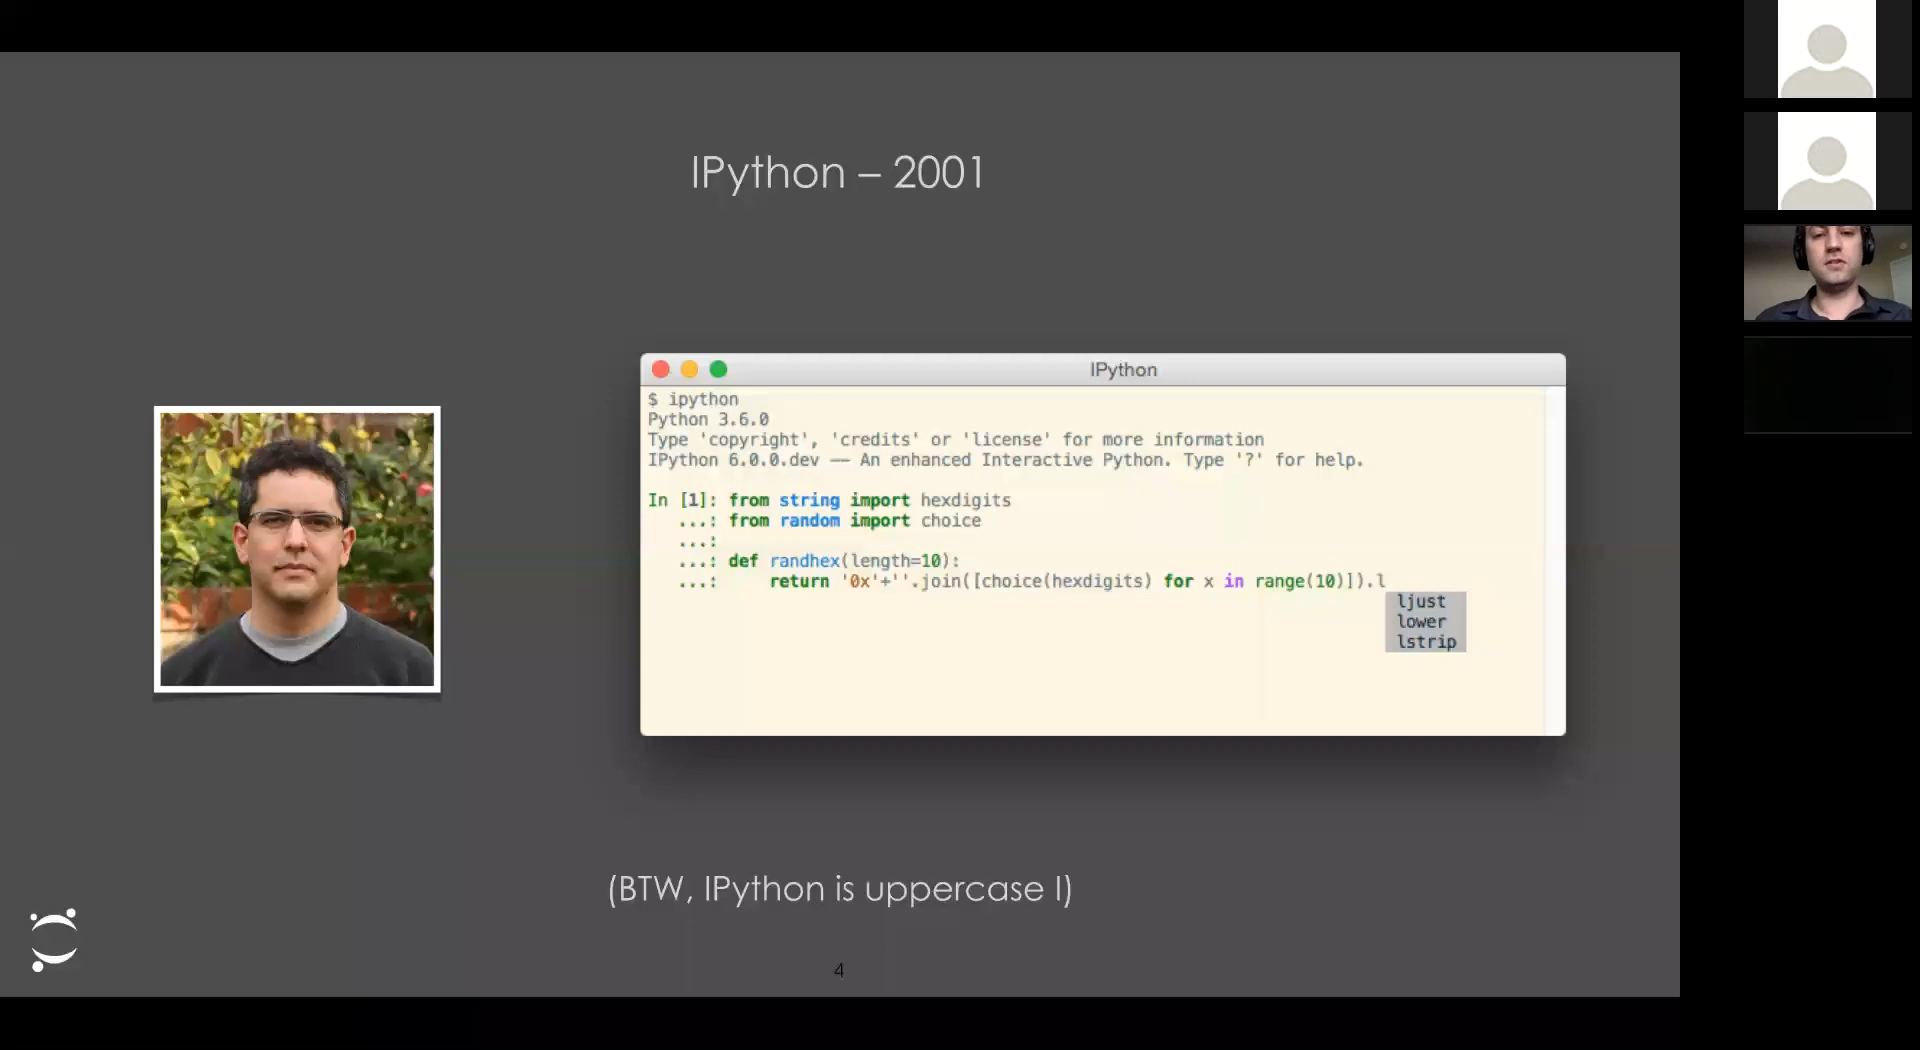 IPython – 2001
IPython
$ ipython
Python 3.6.0
Type 'copyright', 'credits' or 'license' for more information
IPython 6.0.0.dev -- An enhanced Interactive Python. Type '?' for help.
In [1]: from string import hexdigits
...: from random import choice
...:
...: def randhex(length=10):
...:     return '0x'+''.join([choice(hexdigits) for x in range(10)]).l
ljust
lower
lstrip
(BTW, IPython is uppercase I)
4